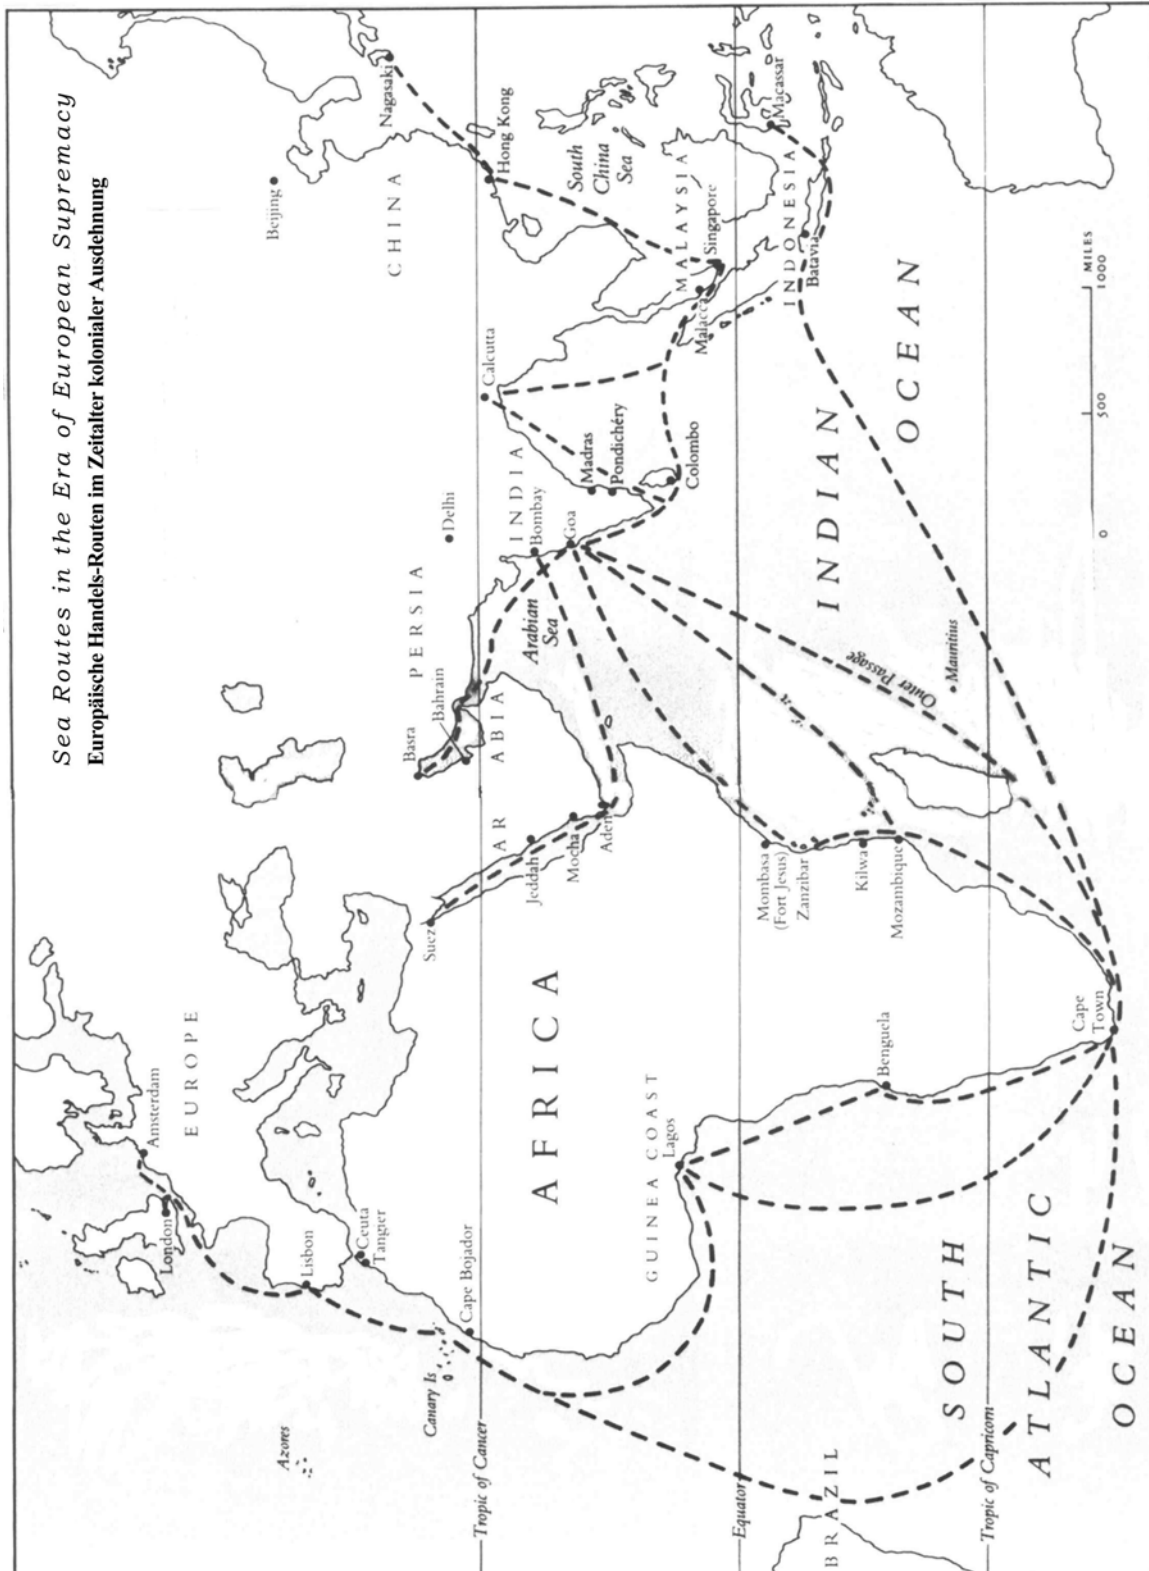 Sea Routes in the Era of European Supremacy
Europäische Handels-Routen im Zeitalter kolonialer Ausdehnung
EUROPE
Amsterdam
London
Lisbon
Ceuta
Tangier
Azores
Canary Is
Cape Bojador
Tropic of Cancer
AFRICA
GUINEA COAST
Lagos
Benguela
Cape
Town
Equator
BRAZIL
Tropic of Capricorn
SOUTH
ATLANTIC
OCEAN
Suez
Jeddah
Mocha
Aden
ARABIA
Basra
Bahrain
PERSIA
Arabian
Sea
Mombasa
(Fort Jesus)
Zanzibar
Kilwa
Mozambique
Mauritius
Outer Passage
Delhi
INDIA
Bombay
Goa
Madras
Pondichéry
Colombo
Calcutta
INDIAN
OCEAN
Beijing
CHINA
Nagasaki
Hong Kong
South
China
Sea
MALAYSIA
Singapore
Malacca
INDONESIA
Batavia
Macassar
0
500
1000
MILES